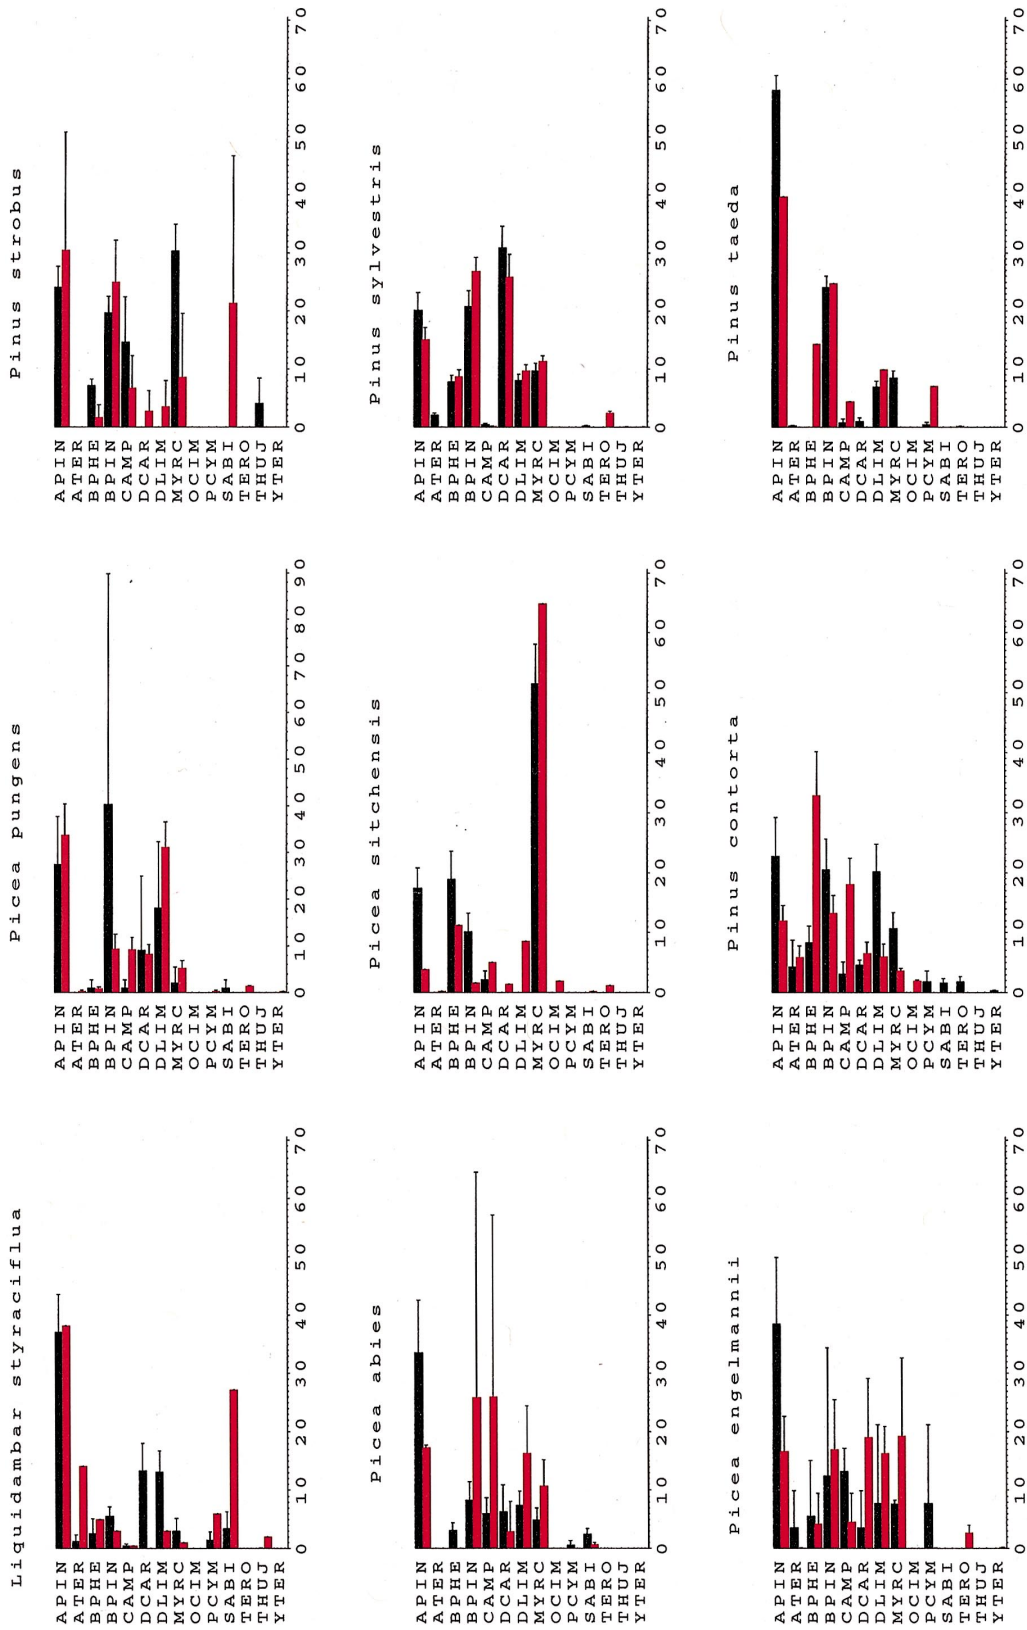 Liquidambar styraciflua
APIN
ATER
BPHE
BPIN
CAMP
DCAR
DLIM
MYRC
OCIM
PCYM
SABI
TERO
THUJ
YTER
0 10 20 30 40 50 60 70
Picea pungens
APIN
ATER
BPHE
BPIN
CAMP
DCAR
DLIM
MYRC
OCIM
PCYM
SABI
TERO
THUJ
YTER
0 10 20 30 40 50 60 70 80 90
Pinus strobus
APIN
ATER
BPHE
BPIN
CAMP
DCAR
DLIM
MYRC
OCIM
PCYM
SABI
TERO
THUJ
YTER
0 10 20 30 40 50 60 70
Picea abies
APIN
ATER
BPHE
BPIN
CAMP
DCAR
DLIM
MYRC
OCIM
PCYM
SABI
TERO
THUJ
YTER
0 10 20 30 40 50 60 70
Picea sitchensis
APIN
ATER
BPHE
BPIN
CAMP
DCAR
DLIM
MYRC
OCIM
PCYM
SABI
TERO
THUJ
YTER
0 10 20 30 40 50 60 70
Pinus sylvestris
APIN
ATER
BPHE
BPIN
CAMP
DCAR
DLIM
MYRC
OCIM
PCYM
SABI
TERO
THUJ
YTER
0 10 20 30 40 50 60 70
Picea engelmannii
APIN
ATER
BPHE
BPIN
CAMP
DCAR
DLIM
MYRC
OCIM
PCYM
SABI
TERO
THUJ
YTER
0 10 20 30 40 50 60 70
Pinus contorta
APIN
ATER
BPHE
BPIN
CAMP
DCAR
DLIM
MYRC
OCIM
PCYM
SABI
TERO
THUJ
YTER
0 10 20 30 40 50 60 70
Pinus taeda
APIN
ATER
BPHE
BPIN
CAMP
DCAR
DLIM
MYRC
OCIM
PCYM
SABI
TERO
THUJ
YTER
0 10 20 30 40 50 60 70